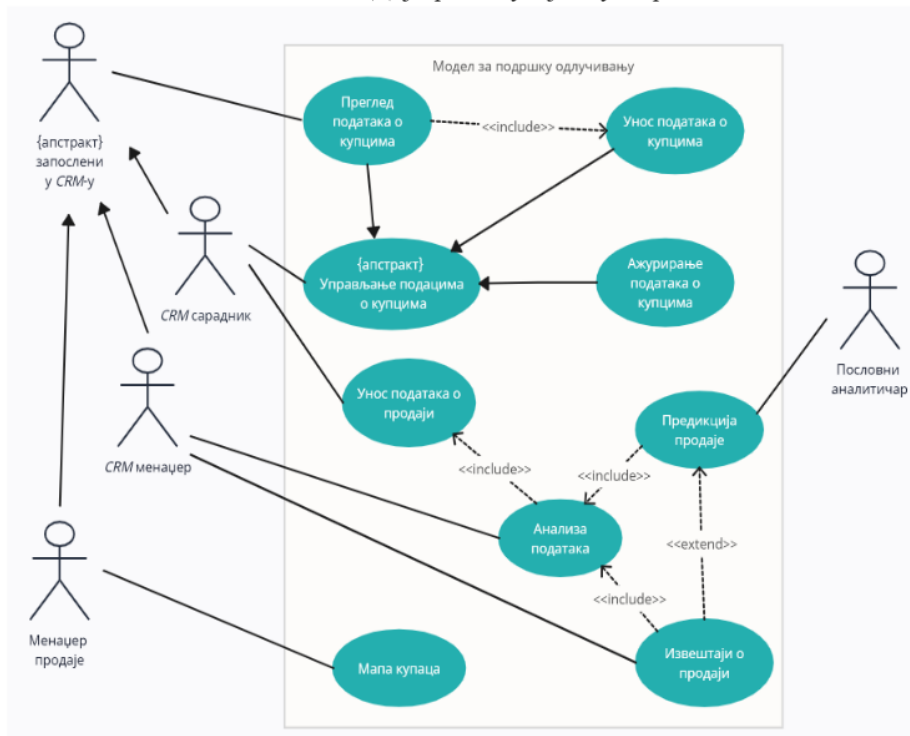 Модел за подршку одлучивању
Преглед
података о
купцима
<<include>>
Унос података о
купцима
{апстракт}
запослени
у CRM-у
{апстракт}
Управљање подацима
о купцима
Ажурирање
података о
купцима
CRM сарадник
Пословни
аналитичар
Унос података о
продаји
Предикција
продаје
CRM менаџер
<<include>>
<<include>>
Анализа
података
<<extend>>
<<include>>
Менаџер
продаје
Мапа купаца
Извештаји о
продаји